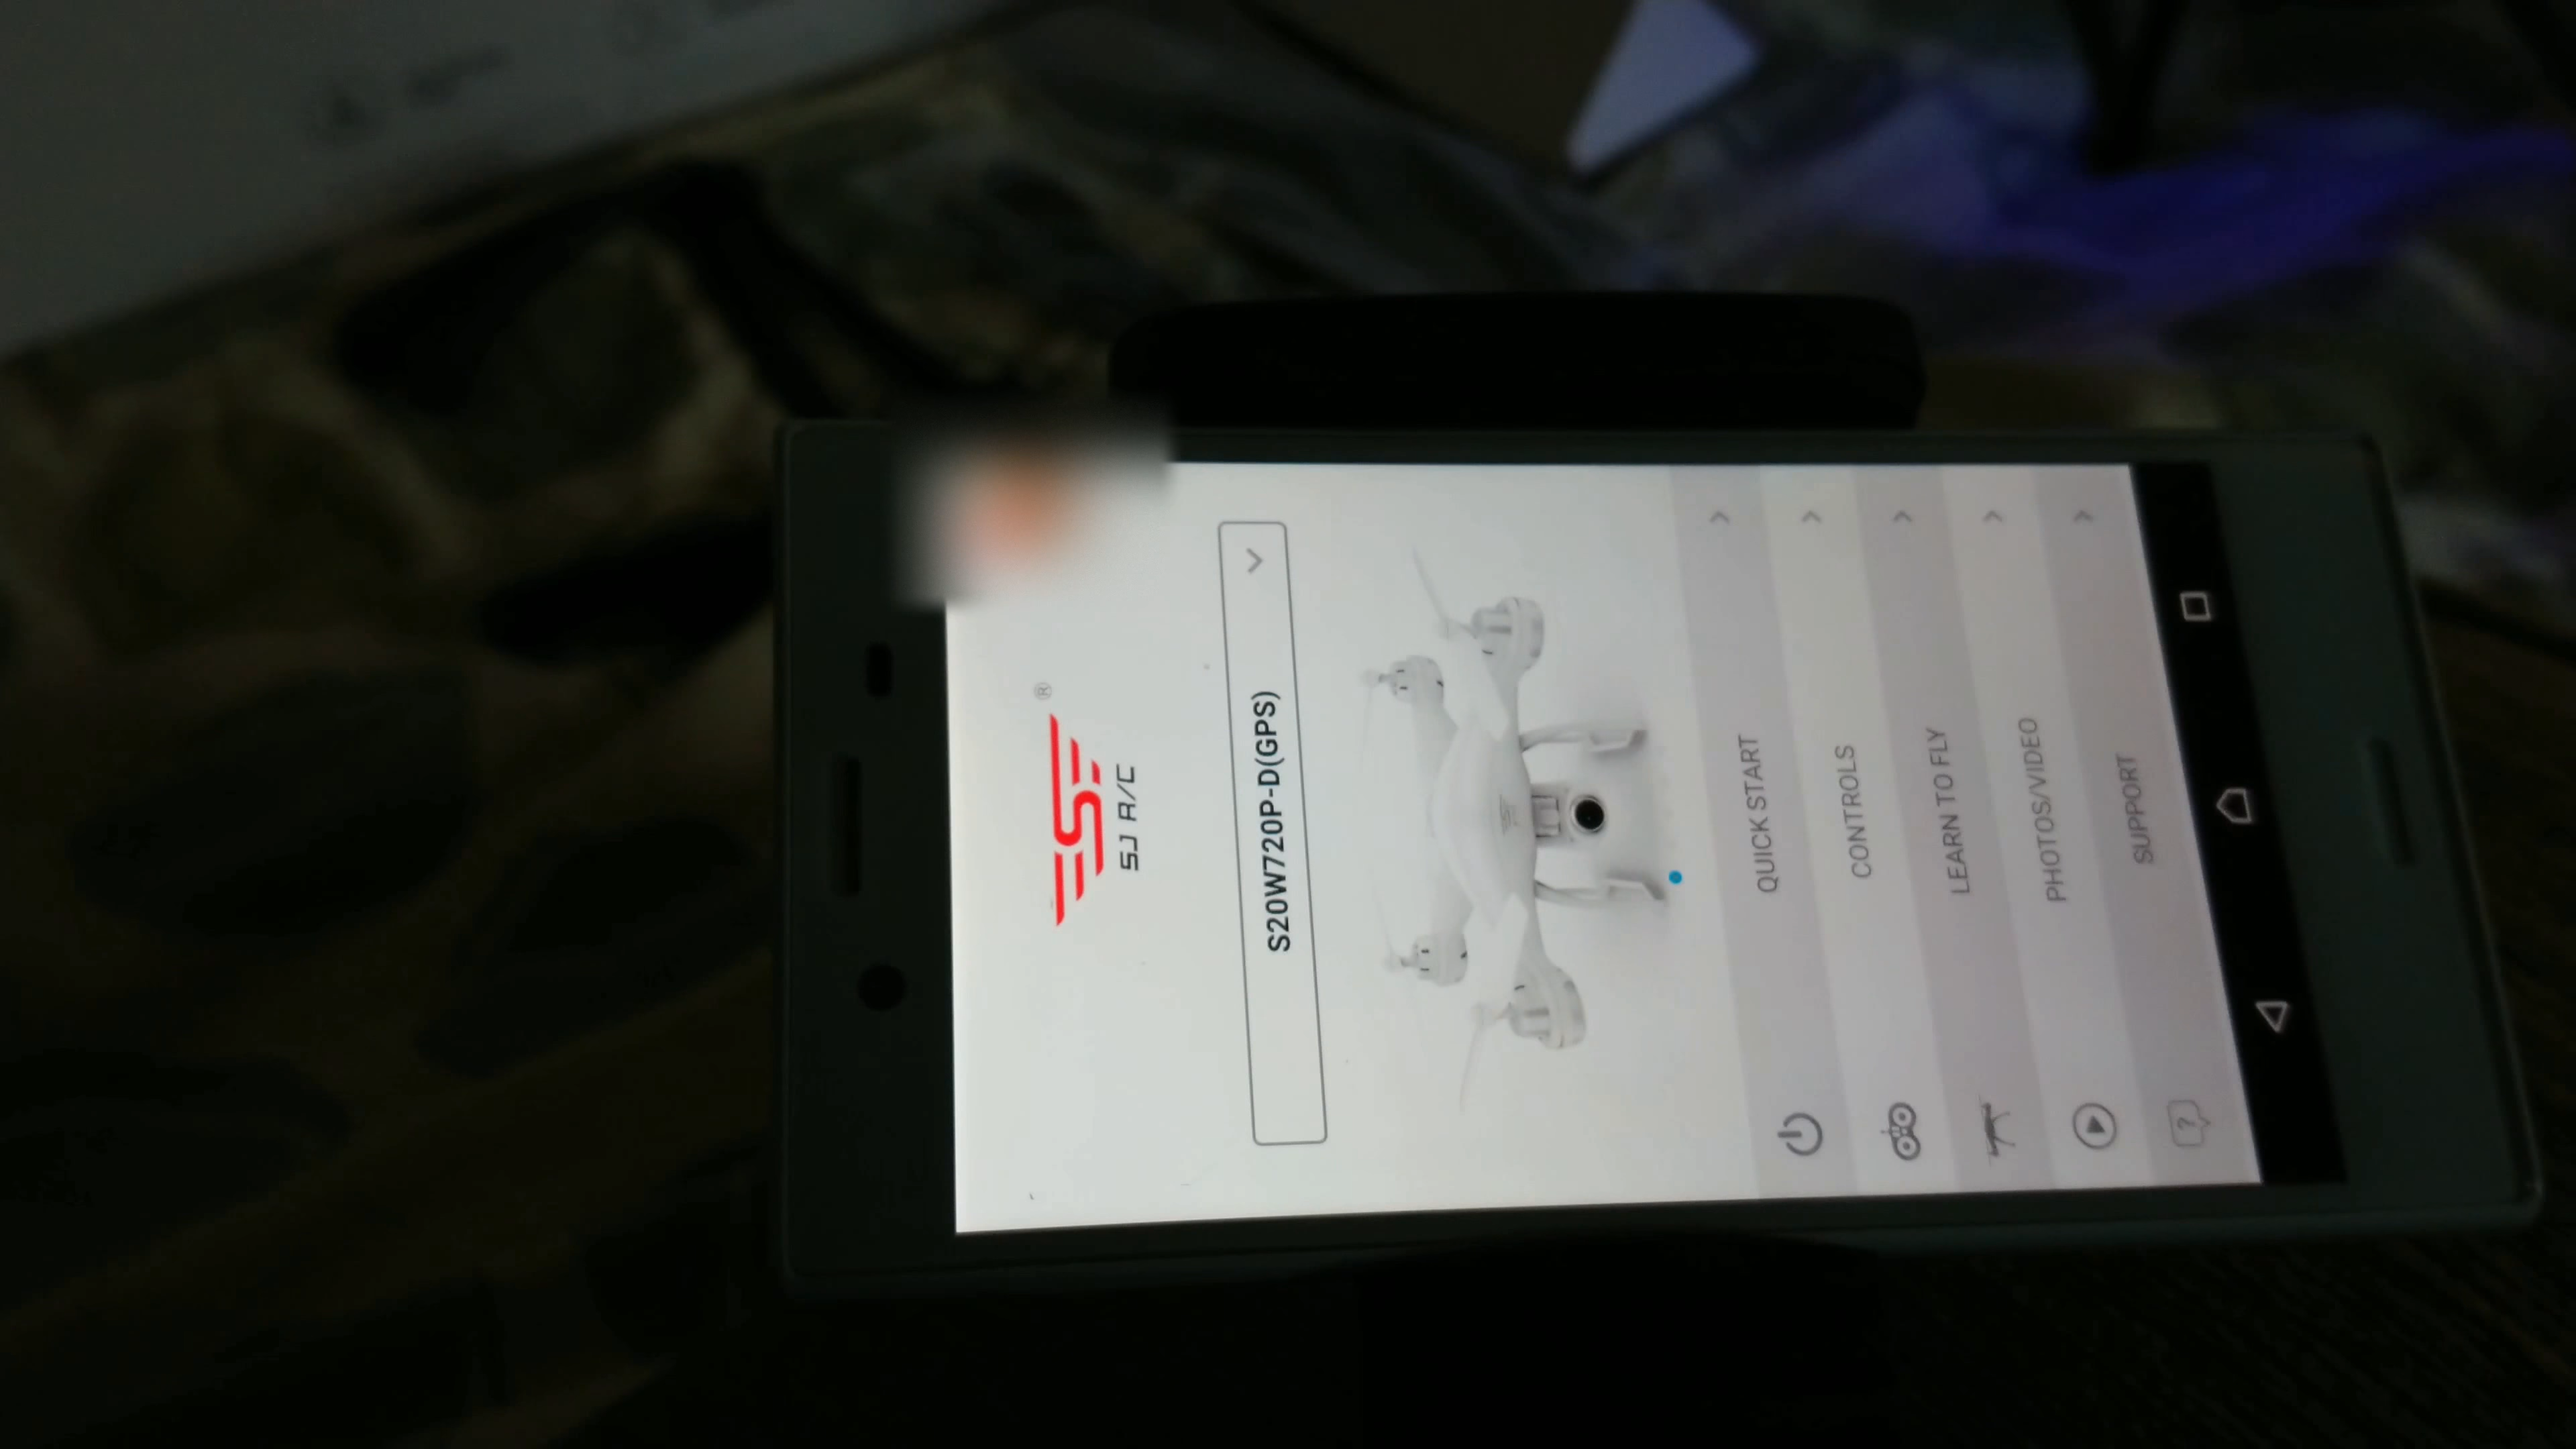 ®
SJ R/C
S20W720P-D(GPS)
QUICK START
CONTROLS
LEARN TO FLY
PHOTOS/VIDEO
SUPPORT